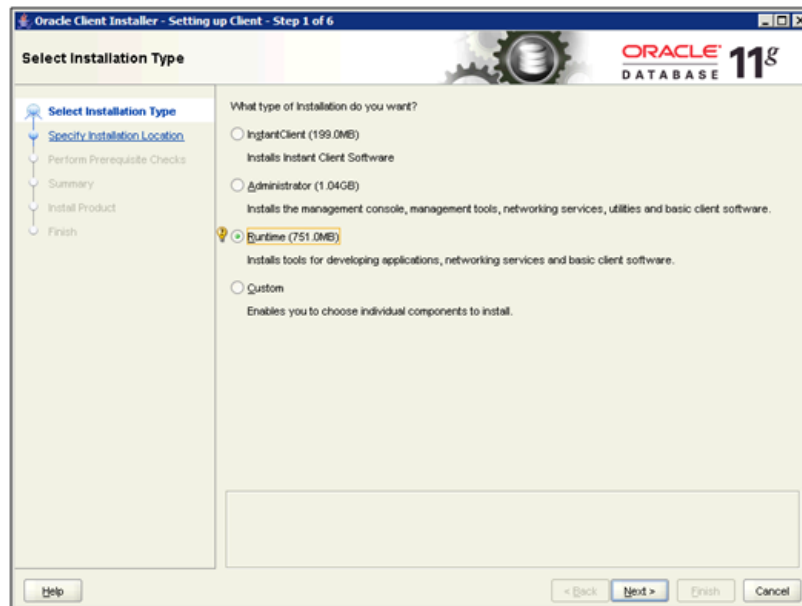 Oracle Client Installer - Setting up Client - Step 1 of 6
Select Installation Type
ORACLE
DATABASE 11g
Select Installation Type
Specify Installation Location
Perform Prerequisite Checks
Summary
Install Product
Finish
What type of Installation do you want?
InstantClient (199.0MB)
Installs Instant Client Software
Administrator (1.04GB)
Installs the management console, management tools, networking services, utilities and basic client software.
Runtime (751.0MB)
Installs tools for developing applications, networking services and basic client software.
Custom
Enables you to choose individual components to install.
Help
< Back Next > Finish Cancel